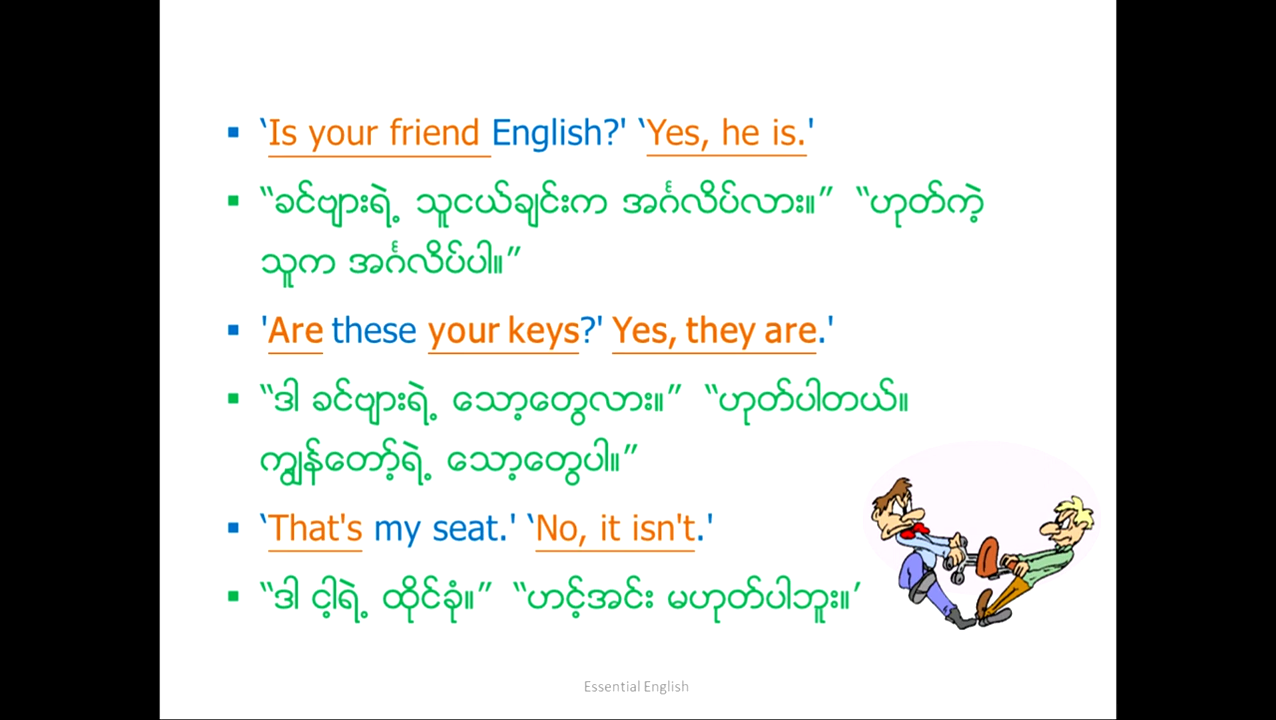 ▪ ‘Is your friend English?' ‘Yes, he is.'
▪ “ခင်ဗျားရဲ့ သူငယ်ချင်းက အင်္ဂလိပ်လား။” “ဟုတ်ကဲ့
သူက အင်္ဂလိပ်ပါ။”
▪ 'Are these your keys?' Yes, they are.'
▪ “ဒါ ခင်ဗျားရဲ့ သော့တွေလား။” “ဟုတ်ပါတယ်။
ကျွန်တော့်ရဲ့ သော့တွေပါ။”
▪ ‘That's my seat.' ‘No, it isn't.'
▪ “ဒါ ငါ့ရဲ့ ထိုင်ခုံ။” “ဟင့်အင်း မဟုတ်ပါဘူး။’
Essential English